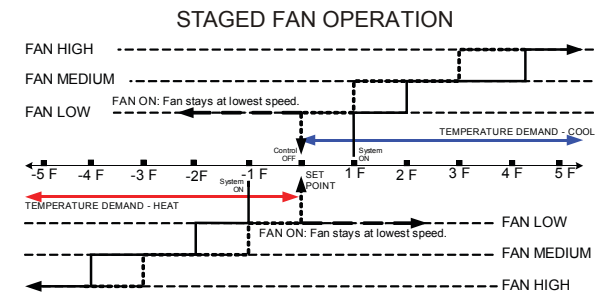 STAGED FAN OPERATION
FAN HIGH
FAN MEDIUM
FAN LOW
FAN ON: Fan stays at lowest speed.
TEMPERATURE DEMAND - COOL
Control
OFF
System
ON
-5 F -4 F -3 F -2F -1 F 1 F 2 F 3 F 4 F 5 F
System
ON
SET
POINT
TEMPERATURE DEMAND - HEAT
FAN LOW
FAN ON: Fan stays at lowest speed.
FAN MEDIUM
FAN HIGH